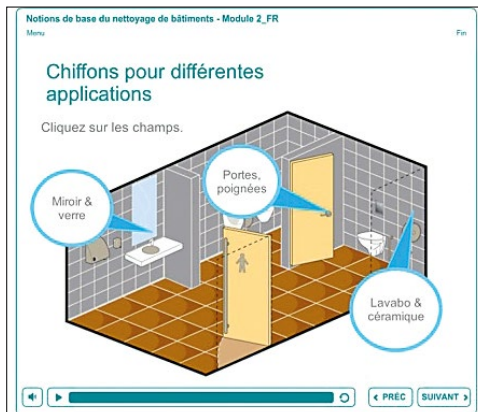 Notions de base du nettoyage de bâtiments - Module 2_FR
Menu
Fin
Chiffons pour différentes
applications
Cliquez sur les champs.
Portes,
poignées
Miroir &
verre
Lavabo &
céramique
PRÉC
SUIVANT